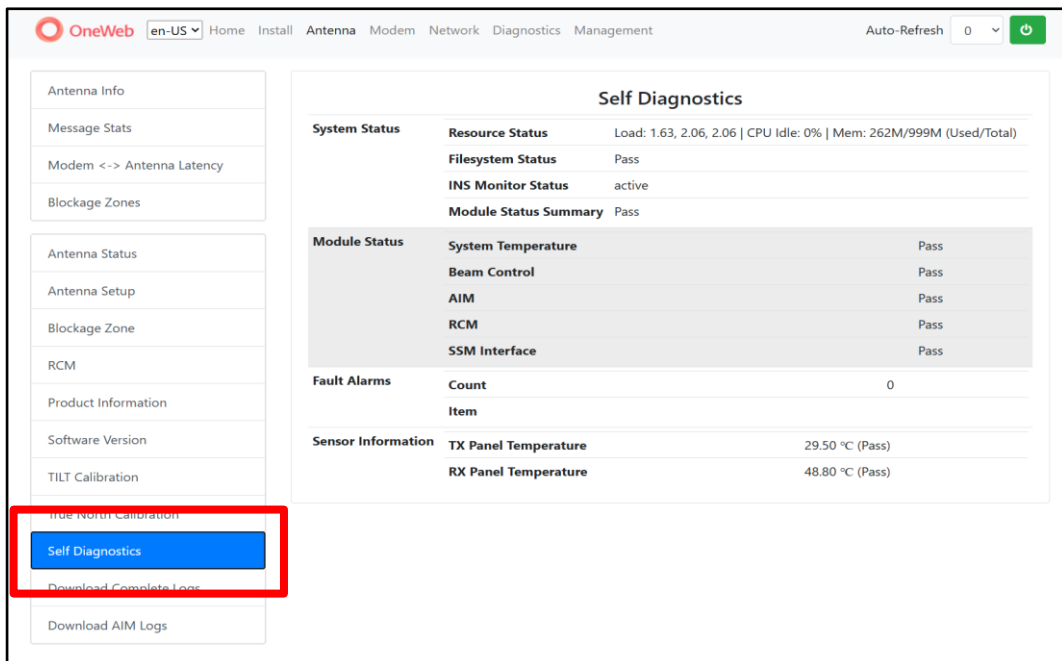 OneWeb en-US Home Install Antenna Modem Network Diagnostics Management Auto-Refresh 0
Antenna Info
Message Stats
Modem <-> Antenna Latency
Blockage Zones
Antenna Status
Antenna Setup
Blockage Zone
RCM
Product Information
Software Version
TILT Calibration
True North Calibration
Self Diagnostics
Download Complete Logs
Download AIM Logs
Self Diagnostics
System Status Resource Status Load: 1.63, 2.06, 2.06 | CPU Idle: 0% | Mem: 262M/999M (Used/Total)
Filesystem Status Pass
INS Monitor Status active
Module Status Summary Pass
Module Status System Temperature Pass
Beam Control Pass
AIM Pass
RCM Pass
SSM Interface Pass
Fault Alarms Count 0
Item
Sensor Information TX Panel Temperature 29.50 °C (Pass)
RX Panel Temperature 48.80 °C (Pass)